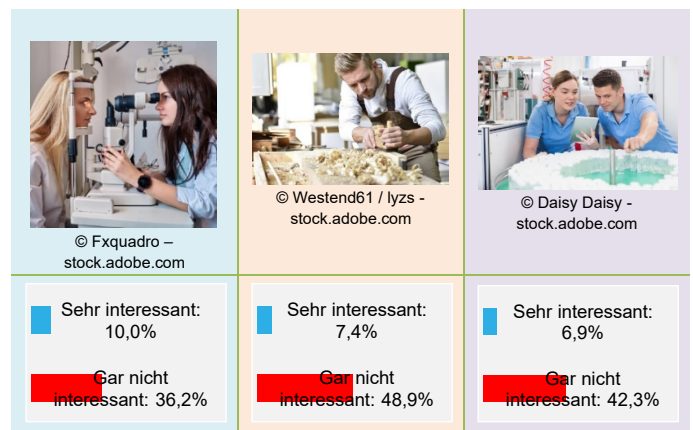 © Fxquadro –
stock.adobe.com
© Westend61 / lyzs -
stock.adobe.com
© Daisy Daisy -
stock.adobe.com
Sehr interessant:
10,0%
Gar nicht
interessant: 36,2%
Sehr interessant:
7,4%
Gar nicht
interessant: 48,9%
Sehr interessant:
6,9%
Gar nicht
interessant: 42,3%